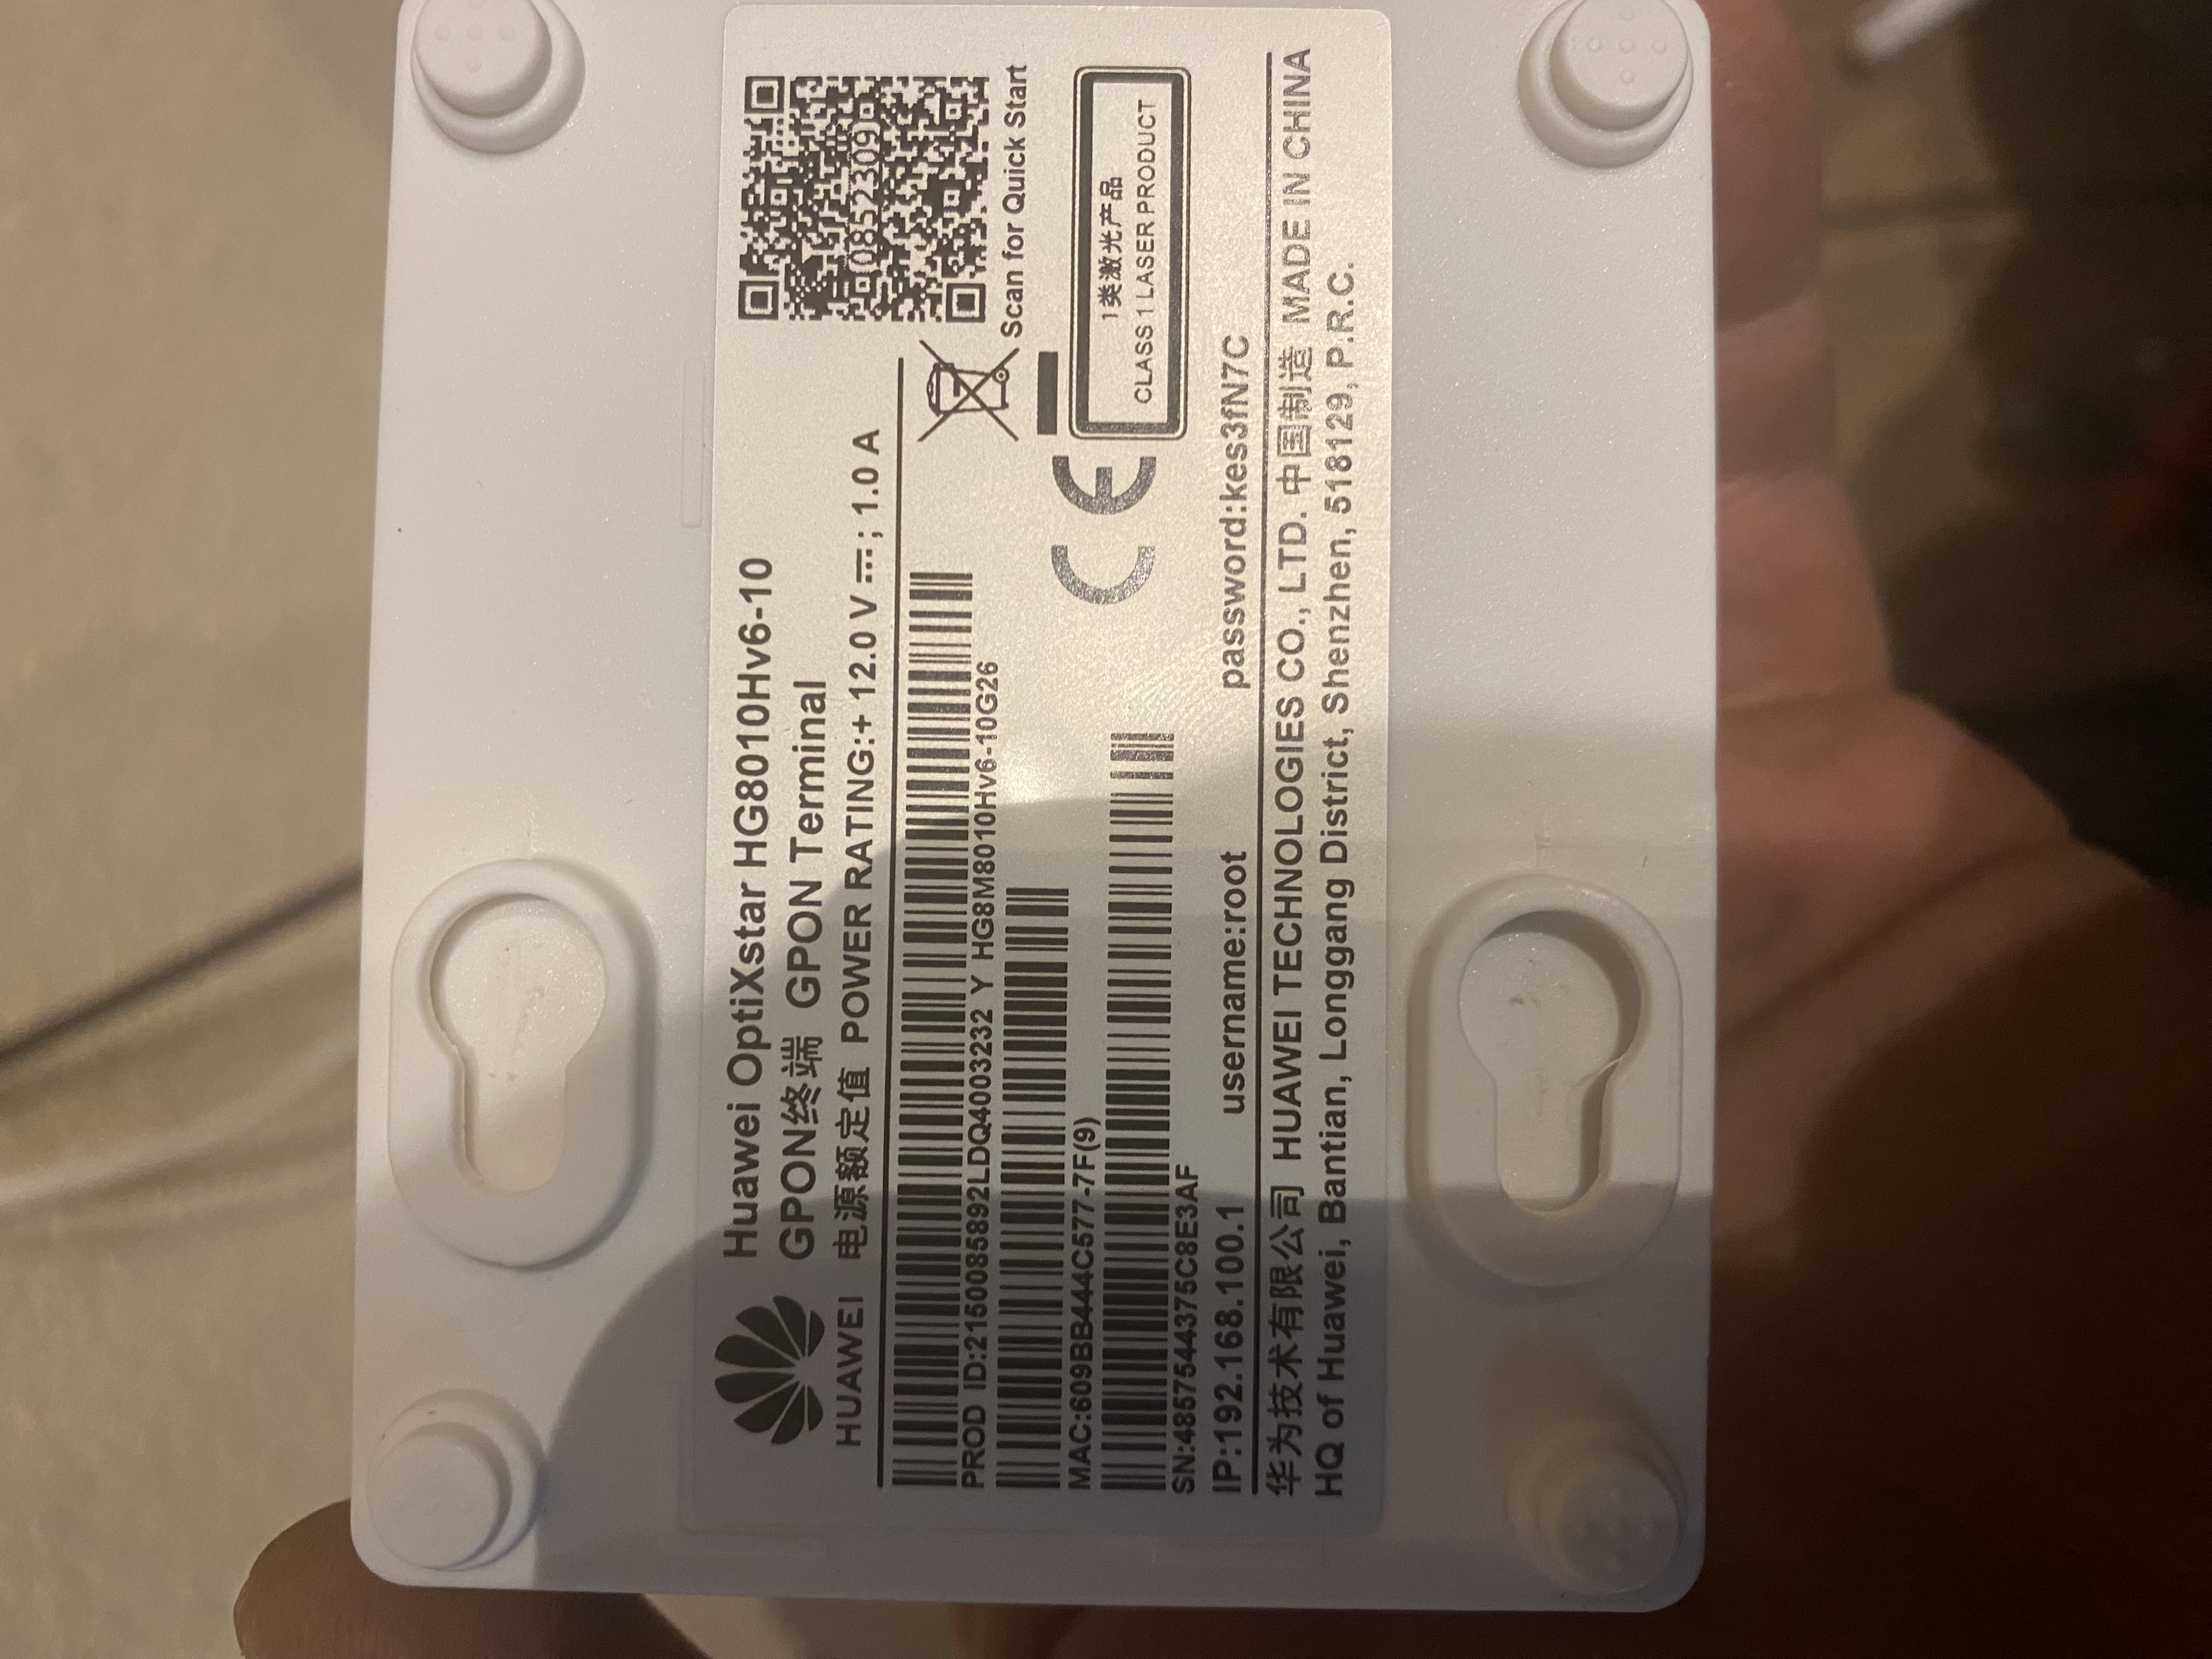 Huawei OptiXstar HG8010Hv6-10
GPON终端 GPON Terminal
HUAWEI
电源额定值 POWER RATING:+ 12.0 V ⎓; 1.0 A
08523090
Scan for Quick Start
PROD ID:2150085892LDQ4003232 Y HG8M8010Hv6-10G26
MAC:609BB444C577-7F(9)
SN:4857544375C8E3AF
CE
1类激光产品
CLASS 1 LASER PRODUCT
IP:192.168.100.1 username:root password:kes3fN7C
华为技术有限公司 HUAWEI TECHNOLOGIES CO., LTD. 中国制造 MADE IN CHINA
HQ of Huawei, Bantian, Longgang District, Shenzhen, 518129, P.R.C.